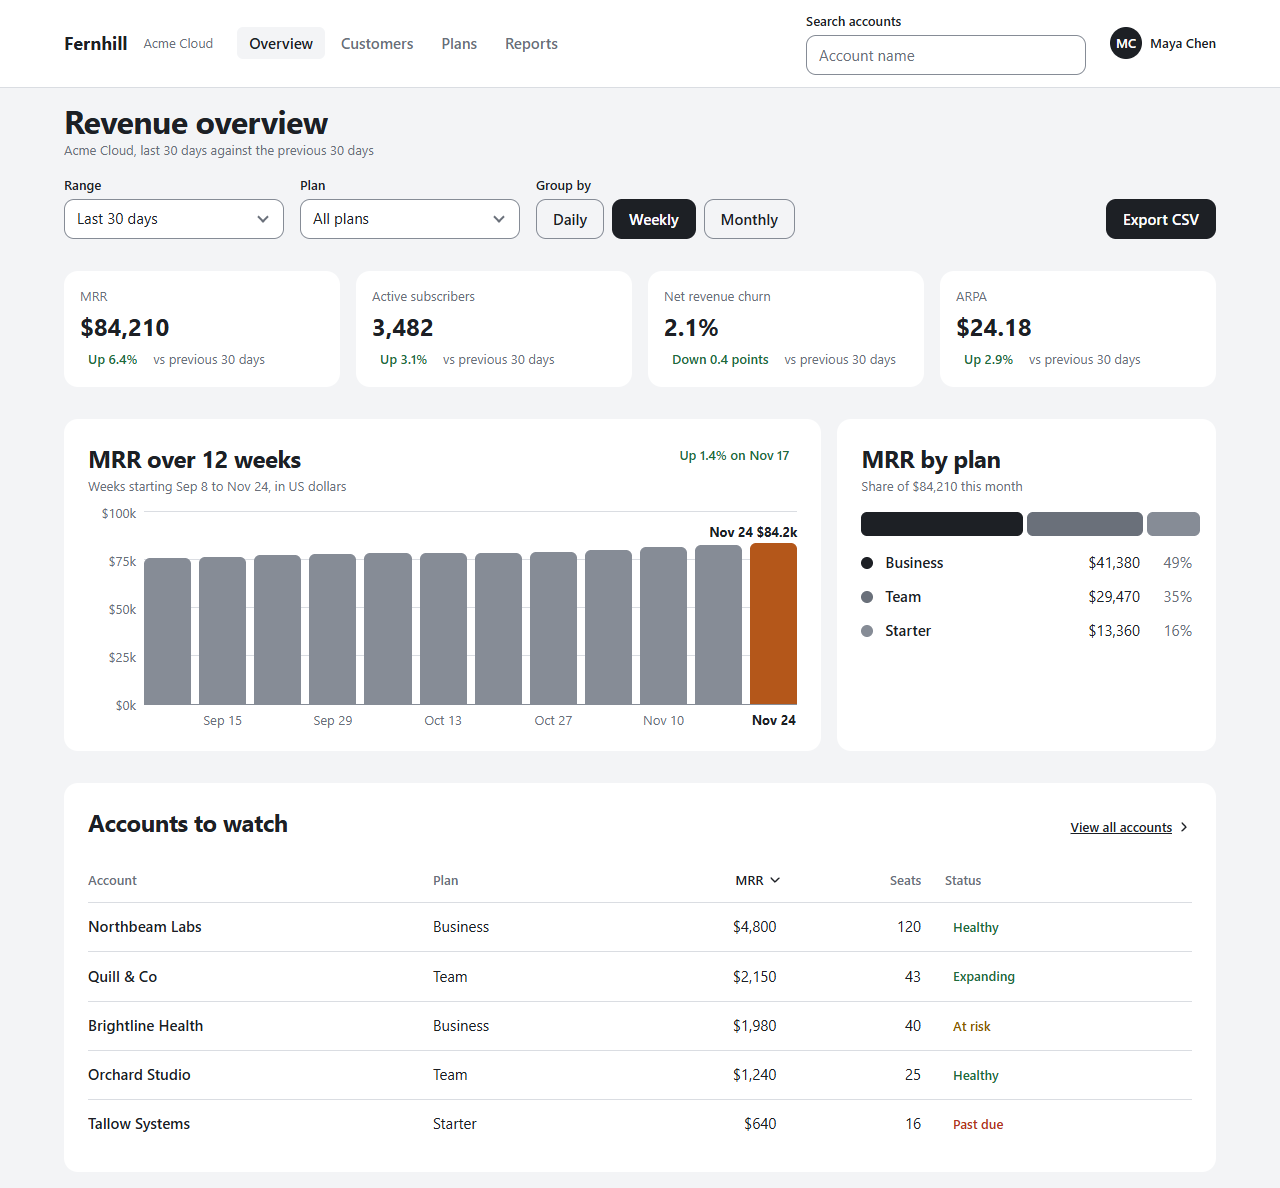 Fernhill Acme Cloud Overview Customers Plans Reports
Search accounts
Account name
MC Maya Chen
Revenue overview
Acme Cloud, last 30 days against the previous 30 days
Range
Last 30 days
Plan
All plans
Group by
Daily Weekly Monthly
Export CSV
MRR
$84,210
Up 6.4% vs previous 30 days
Active subscribers
3,482
Up 3.1% vs previous 30 days
Net revenue churn
2.1%
Down 0.4 points vs previous 30 days
ARPA
$24.18
Up 2.9% vs previous 30 days
MRR over 12 weeks
Up 1.4% on Nov 17
Weeks starting Sep 8 to Nov 24, in US dollars
$100k
Nov 24 $84.2k
$75k
$50k
$25k
$0k
Sep 15 Sep 29 Oct 13 Oct 27 Nov 10 Nov 24
MRR by plan
Share of $84,210 this month
Business $41,380 49%
Team $29,470 35%
Starter $13,360 16%
Accounts to watch
View all accounts
Account Plan MRR Seats Status
Northbeam Labs Business $4,800 120 Healthy
Quill & Co Team $2,150 43 Expanding
Brightline Health Business $1,980 40 At risk
Orchard Studio Team $1,240 25 Healthy
Tallow Systems Starter $640 16 Past due